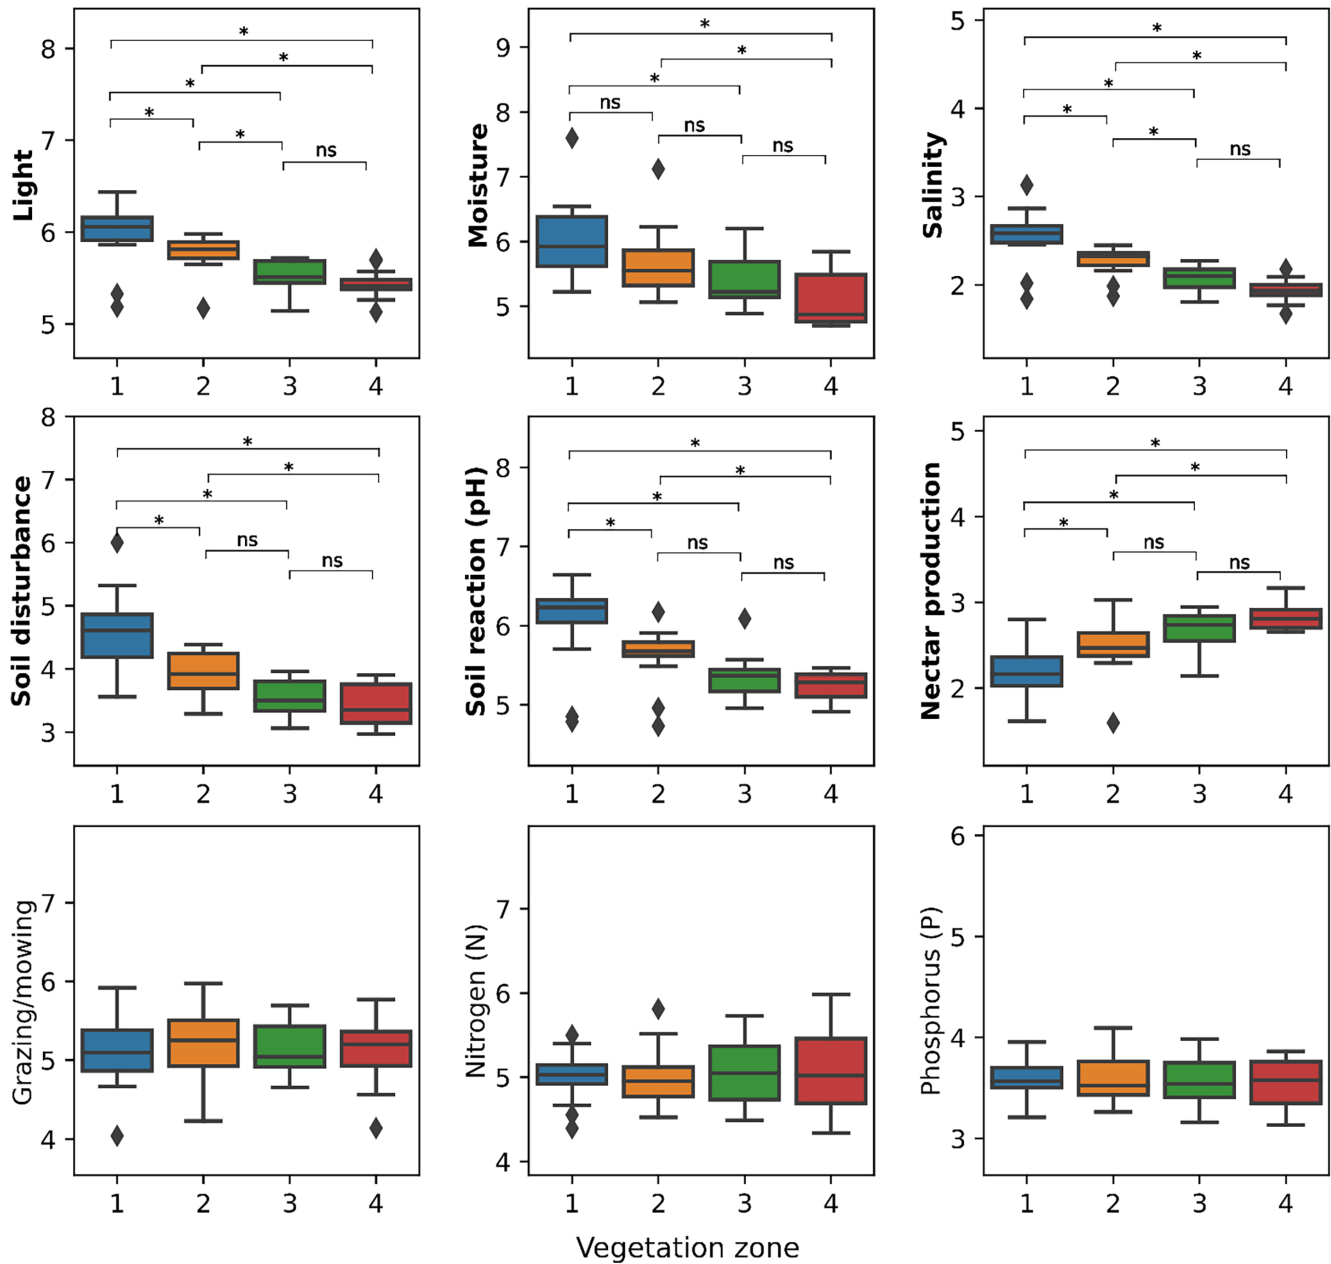 Light
8
7
6
5
*
*
*
*
*
ns
1 2 3 4
Moisture
9
8
7
6
5
*
*
*
ns
ns
ns
1 2 3 4
Salinity
5
4
3
2
*
*
*
*
*
ns
1 2 3 4
Soil disturbance
8
7
6
5
4
3
*
*
*
*
ns
ns
1 2 3 4
Soil reaction (pH)
8
7
6
5
*
*
*
*
ns
ns
1 2 3 4
Nectar production
5
4
3
2
*
*
*
*
ns
ns
1 2 3 4
Grazing/mowing
7
6
5
4
1 2 3 4
Nitrogen (N)
7
6
5
4
1 2 3 4
Phosphorus (P)
6
5
4
3
1 2 3 4
Vegetation zone